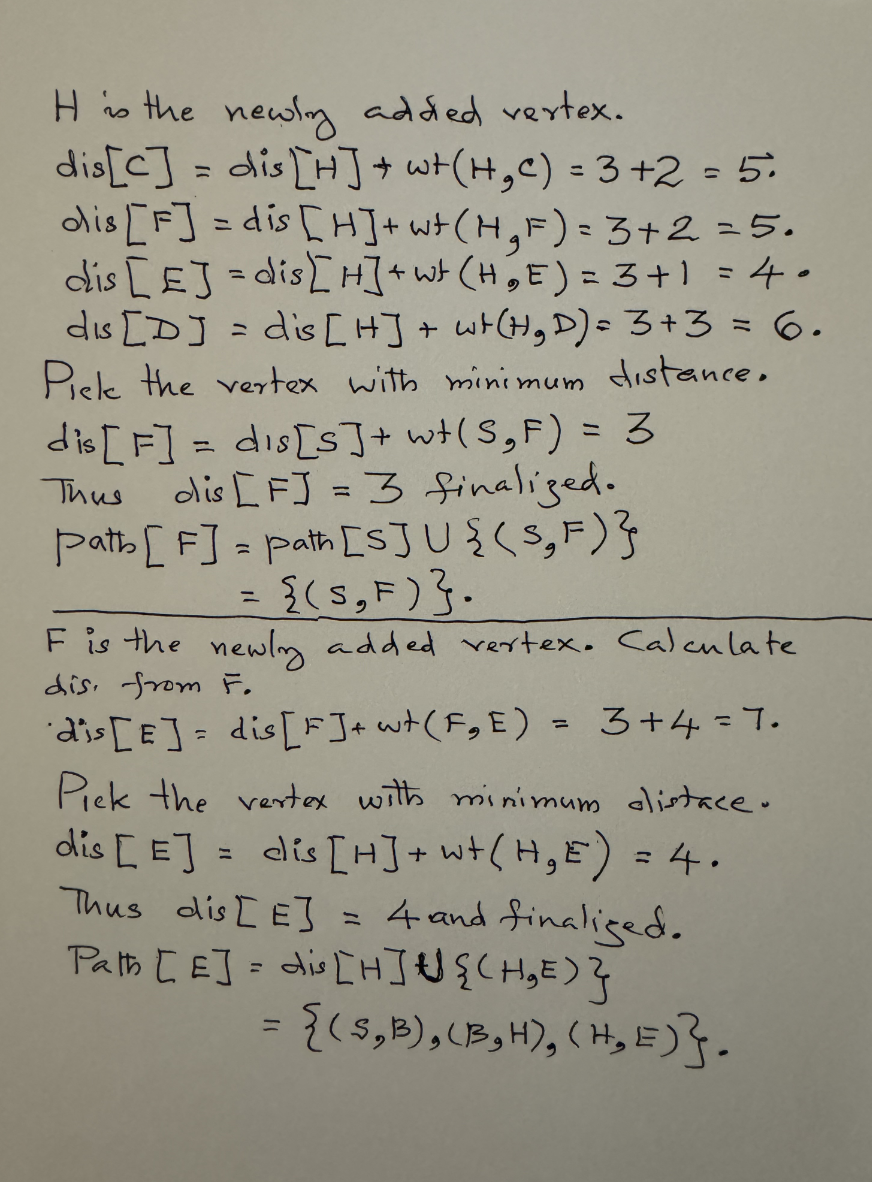 H is the newly added vertex.
dis[C] = dis[H] + wt(H,C) = 3+2 = 5.
dis[F] = dis[H] + wt(H,F) = 3+2 = 5.
dis[E] = dis[H] + wt(H,E) = 3+1 = 4.
dis[D] = dis[H] + wt(H,D) = 3+3 = 6.
Pick the vertex with minimum distance.
dis[F] = dis[S] + wt(S,F) = 3
Thus dis[F] = 3 finalized.
path[F] = path[S] U {(S,F)}
= {(S,F)}.
F is the newly added vertex. Calculate
dis. from F.
dis[E] = dis[F] + wt(F,E) = 3+4 = 7.
Pick the vertex with minimum distace.
dis[E] = dis[H] + wt(H,E) = 4.
Thus dis[E] = 4 and finalized.
Path[E] = dis[H] U {(H,E)}
= {(S,B),(B,H),(H,E)}.